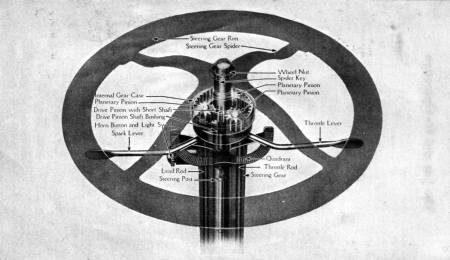 Steering Gear Rim
Steering Gear Spider
Wheel Nut
Spider Key
Planetary Pinion
Planetary Pinion
Internal Gear Case
Planetary Pinion
Drive Pinion with Short Shaft
Drive Pinion Shaft Bushing
Horn Button and Light
Spark Lever
Throttle Lever
Quadrant
Lead Rod
Throttle Rod
Steering Post
Steering Gear